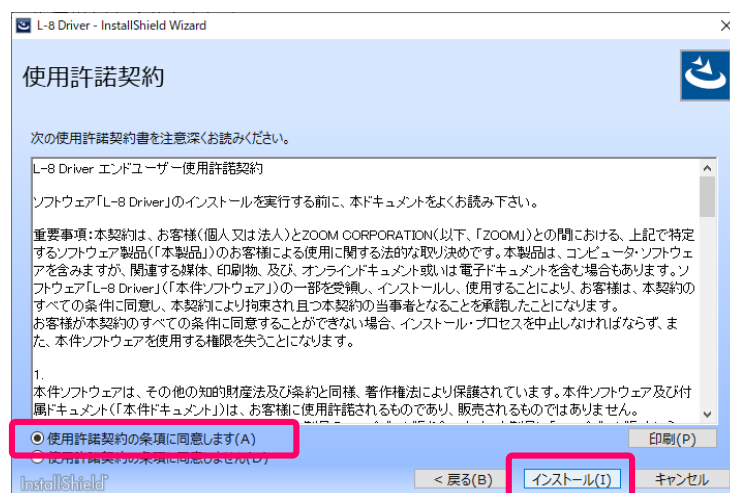 L-8 Driver - InstallShield Wizard
使用許諾契約
次の使用許諾契約書を注意深くお読みください。
L-8 Driver エンドユーザー使用許諾契約
ソフトウェア「L-8 Driver」のインストールを実行する前に、本ドキュメントをよくお読み下さい。
重要事項:本契約は、お客様(個人又は法人)とZOOM CORPORATION(以下、「ZOOM」)との間における、上記で特定
するソフトウェア製品(「本製品」)のお客様による使用に関する法的な取り決めです。本製品は、コンピュータ・ソフトウェ
アを含みますが、関連する媒体、印刷物、及び、オンラインドキュメント或いは電子ドキュメントを含む場合もあります。ソ
フトウェア「L-8 Driver」(「本件ソフトウェア」)の一部を受領し、インストールし、使用することにより、お客様は、本契約の
すべての条件に同意し、本契約により拘束され且つ本契約の当事者となることを承諾したことになります。
お客様が本契約のすべての条件に同意することができない場合、インストール・プロセスを中止しなければならず、ま
た、本件ソフトウェアを使用する権限を失うことになります。
1.
本件ソフトウェアは、その他の知的財産法及び条約と同様、著作権法により保護されています。本件ソフトウェア及び付
属ドキュメント(「本件ドキュメント」)は、お客様に使用許諾されるものであり、販売されるものではありません。
使用許諾契約の条項に同意します(A)
印刷(P)
使用許諾契約の条項に同意しません(D)
InstallShield
< 戻る(B)
インストール(I)
キャンセル